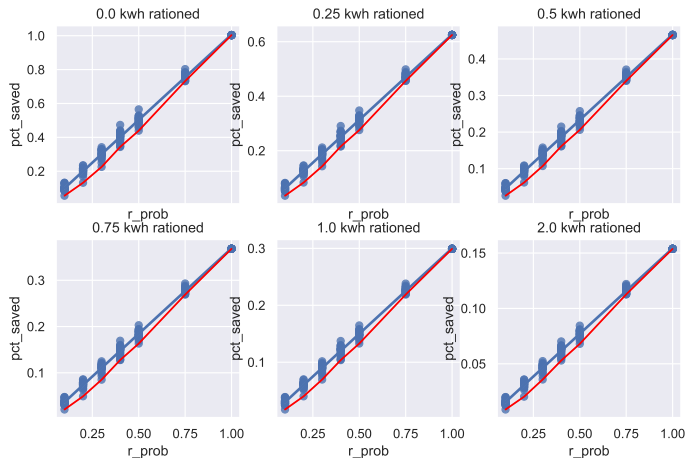 0.0 kwh rationed
0.25 kwh rationed
0.5 kwh rationed
pct_saved
1.0
0.8
0.6
0.4
0.2
pct_saved
0.6
0.4
0.2
pct_saved
0.4
0.3
0.2
0.1
r_prob
r_prob
r_prob
0.75 kwh rationed
1.0 kwh rationed
2.0 kwh rationed
pct_saved
0.3
0.2
0.1
pct_saved
0.3
0.2
0.1
pct_saved
0.15
0.10
0.05
0.25 0.50 0.75 1.00
0.25 0.50 0.75 1.00
0.25 0.50 0.75 1.00
r_prob
r_prob
r_prob